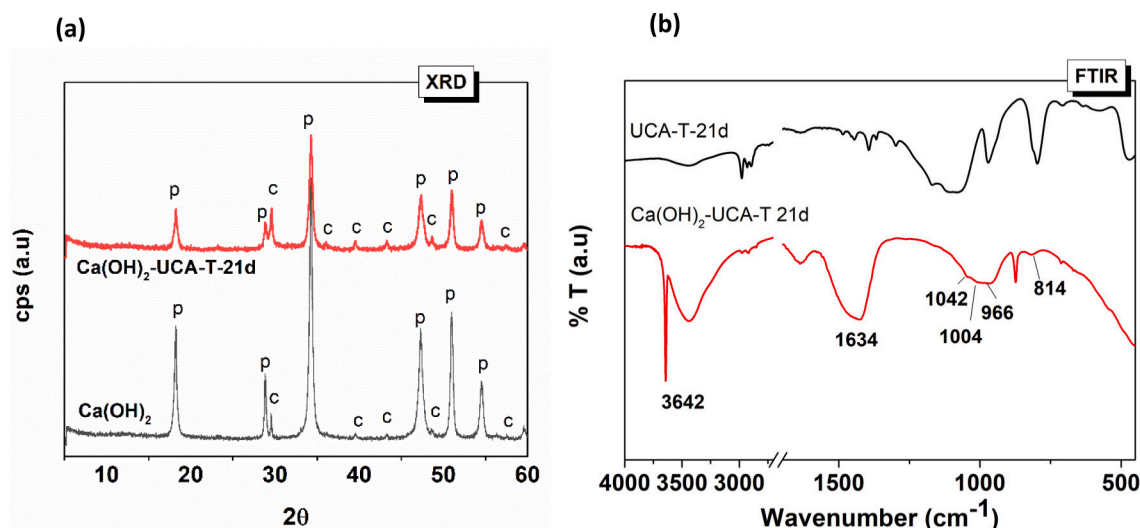 (a)
XRD
p
p
c
p
c
c
c
p
c
p
p
c
Ca(OH)2-UCA-T-21d
p
p
c
c
c
p
c
p
p
c
Ca(OH)2
cps (a.u)
10 20 30 40 50 60
2θ
(b)
FTIR
UCA-T-21d
Ca(OH)2-UCA-T 21d
3642
1634
1042
1004
966
814
% T (a.u)
4000 3500 3000 1500 1000 500
Wavenumber (cm-1)